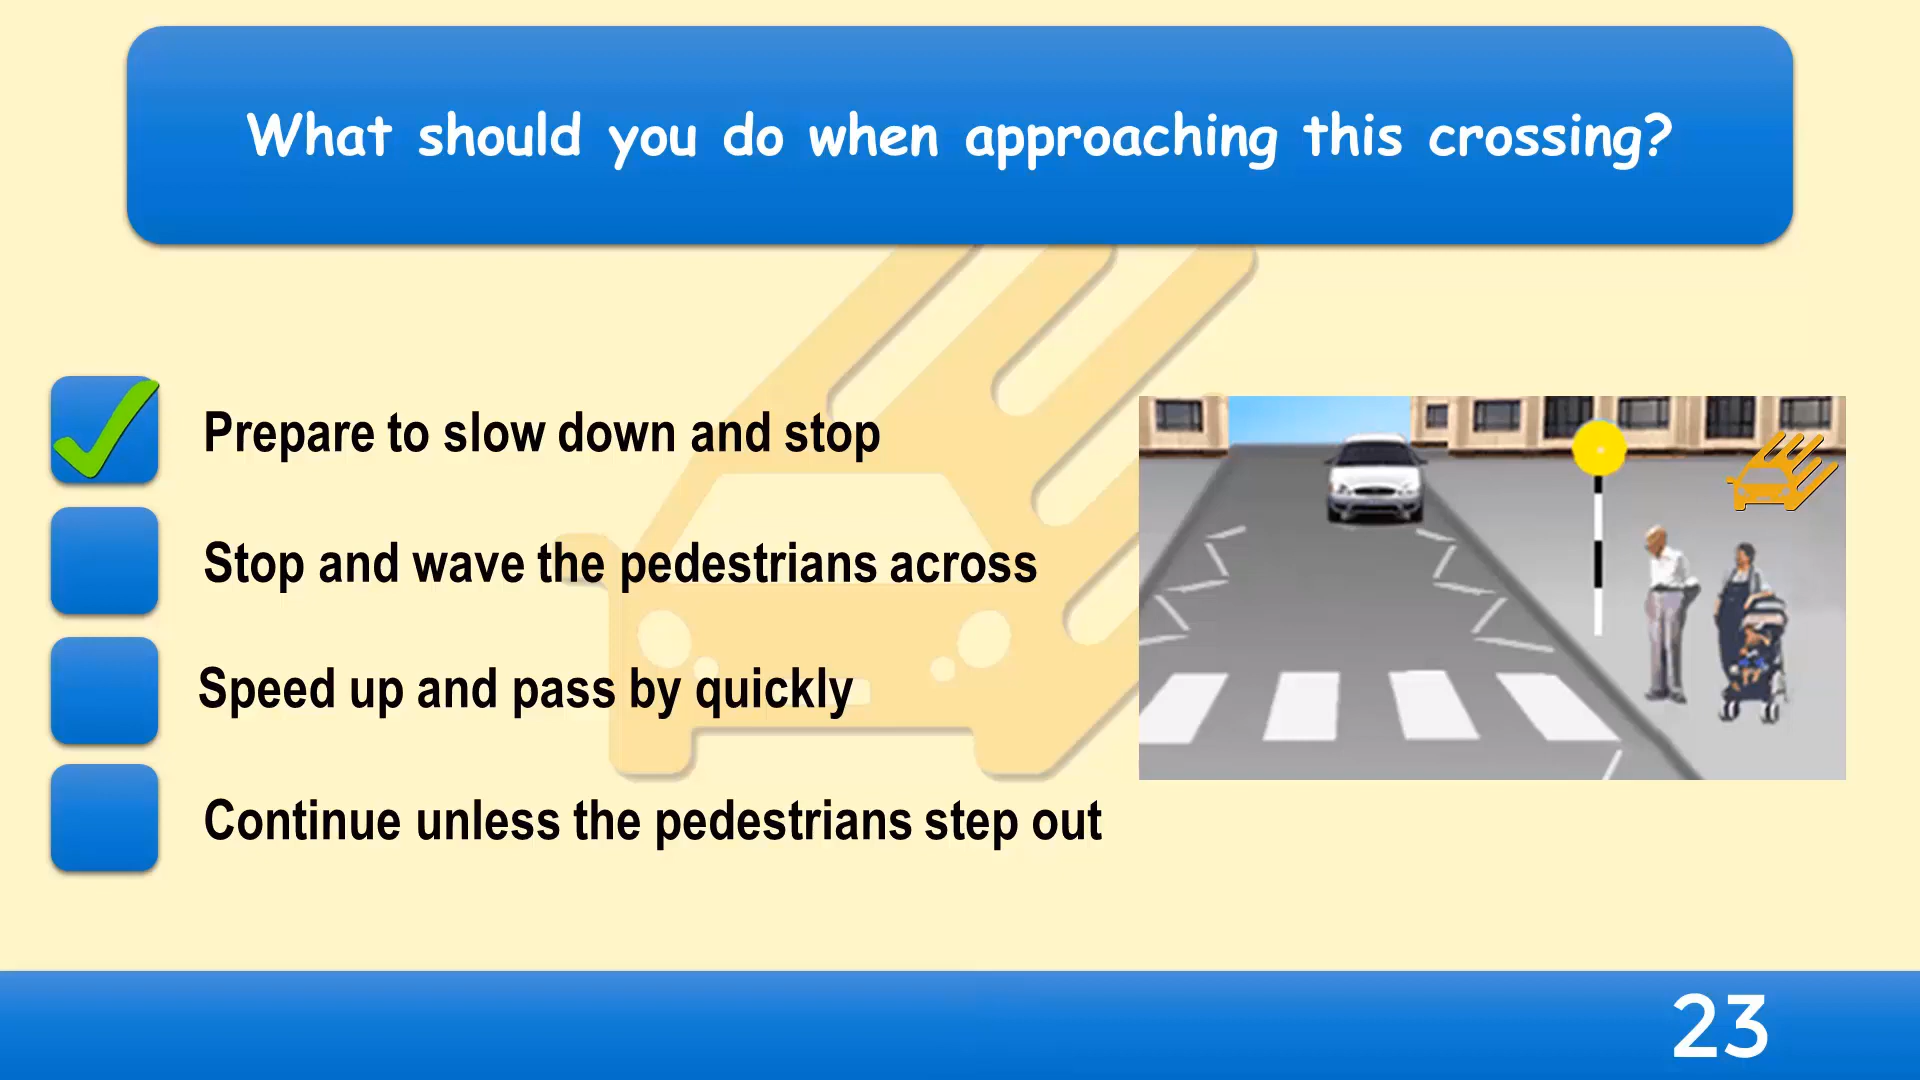 What should you do when approaching this crossing?
Prepare to slow down and stop
Stop and wave the pedestrians across
Speed up and pass by quickly
Continue unless the pedestrians step out
23